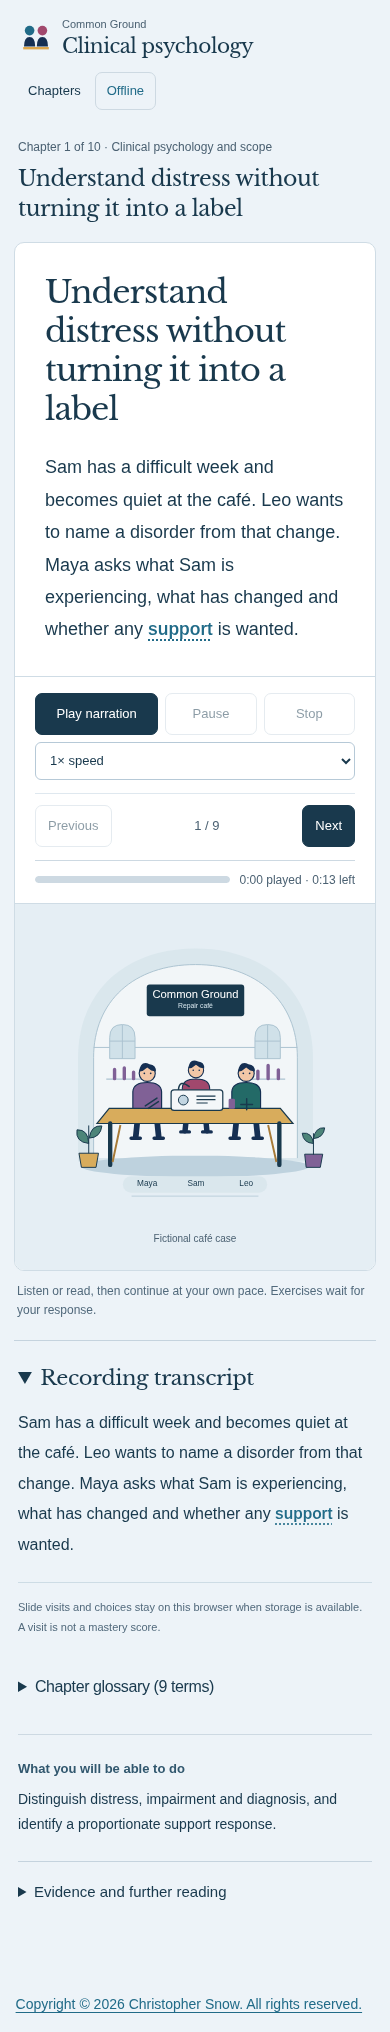 Common Ground
Clinical psychology
Chapters
Offline
Chapter 1 of 10 · Clinical psychology and scope
Understand distress without
turning it into a label
Understand
distress without
turning it into a
label
Sam has a difficult week and
becomes quiet at the café. Leo wants
to name a disorder from that change.
Maya asks what Sam is
experiencing, what has changed and
whether any support is wanted.
Play narration
Pause
Stop
1× speed
Previous
1 / 9
Next
0:00 played · 0:13 left
Common Ground
Repair café
Maya
Sam
Leo
Fictional café case
Listen or read, then continue at your own pace. Exercises wait for
your response.
Recording transcript
Sam has a difficult week and becomes quiet at
the café. Leo wants to name a disorder from that
change. Maya asks what Sam is experiencing,
what has changed and whether any support is
wanted.
Slide visits and choices stay on this browser when storage is available.
A visit is not a mastery score.
Chapter glossary (9 terms)
What you will be able to do
Distinguish distress, impairment and diagnosis, and
identify a proportionate support response.
Evidence and further reading
Copyright © 2026 Christopher Snow. All rights reserved.